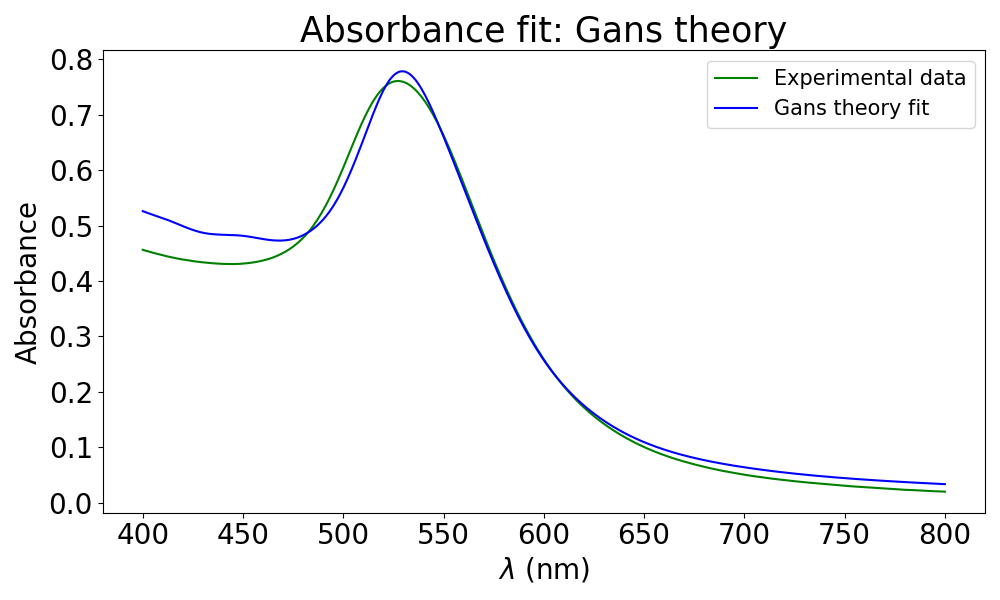 Absorbance fit: Gans theory
Experimental data
Gans theory fit
Absorbance
0.8
0.7
0.6
0.5
0.4
0.3
0.2
0.1
0.0
400 450 500 550 600 650 700 750 800
λ (nm)